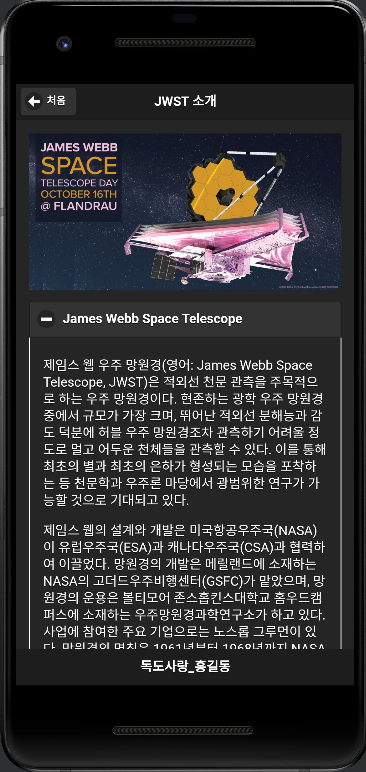 처음
JWST 소개
JAMES WEBB
SPACE
TELESCOPE DAY
OCTOBER 16TH
@ FLANDRAU
James Webb Space Telescope
제임스 웹 우주 망원경(영어: James Webb Space
Telescope, JWST)은 적외선 천문 관측을 주목적으
로 하는 우주 망원경이다. 현존하는 광학 우주 망원경
중에서 규모가 가장 크며, 뛰어난 적외선 분해능과 감
도 덕분에 허블 우주 망원경조차 관측하기 어려울 정
도로 멀고 어두운 천체들을 관측할 수 있다. 이를 통해
최초의 별과 최초의 은하가 형성되는 모습을 포착하
는 등 천문학과 우주론 마당에서 광범위한 연구가 가
능할 것으로 기대되고 있다.
제임스 웹의 설계와 개발은 미국항공우주국(NASA)
이 유럽우주국(ESA)과 캐나다우주국(CSA)과 협력하
여 이끌었다. 망원경의 개발은 메릴랜드에 소재하는
NASA의 고더드우주비행센터(GSFC)가 맡았으며, 망
원경의 운용은 볼티모어 존스홉킨스대학교 홈우드캠
퍼스에 소재하는 우주망원경과학연구소가 하고 있다.
사업에 참여한 주요 기업으로는 노스롭 그루먼이 있
다. 망원경의 명칭은 1961년부터 1968년까지 NASA
독도사랑_홍길동